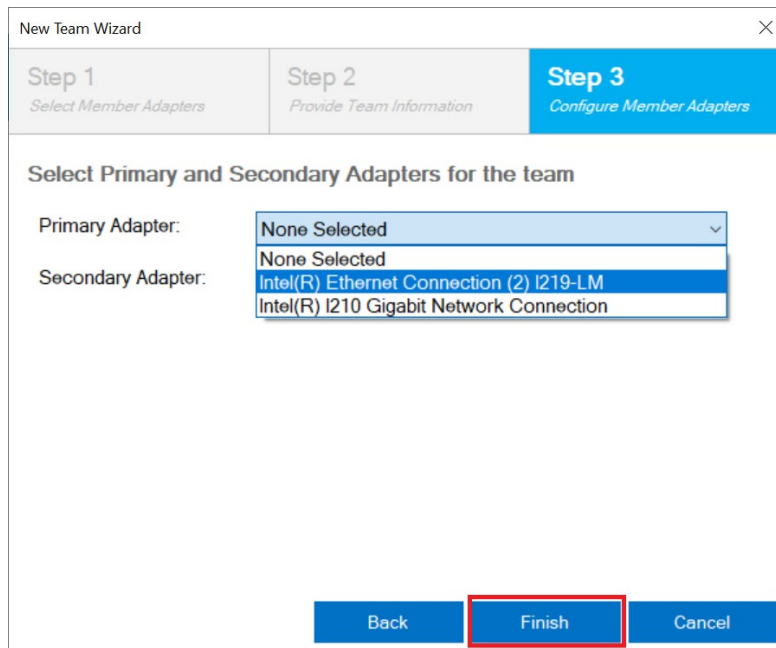 New Team Wizard
Step 1
Select Member Adapters
Step 2
Provide Team Information
Step 3
Configure Member Adapters
Select Primary and Secondary Adapters for the team
Primary Adapter:
None Selected
None Selected
Secondary Adapter:
Intel(R) Ethernet Connection (2) I219-LM
Intel(R) I210 Gigabit Network Connection
Back
Finish
Cancel